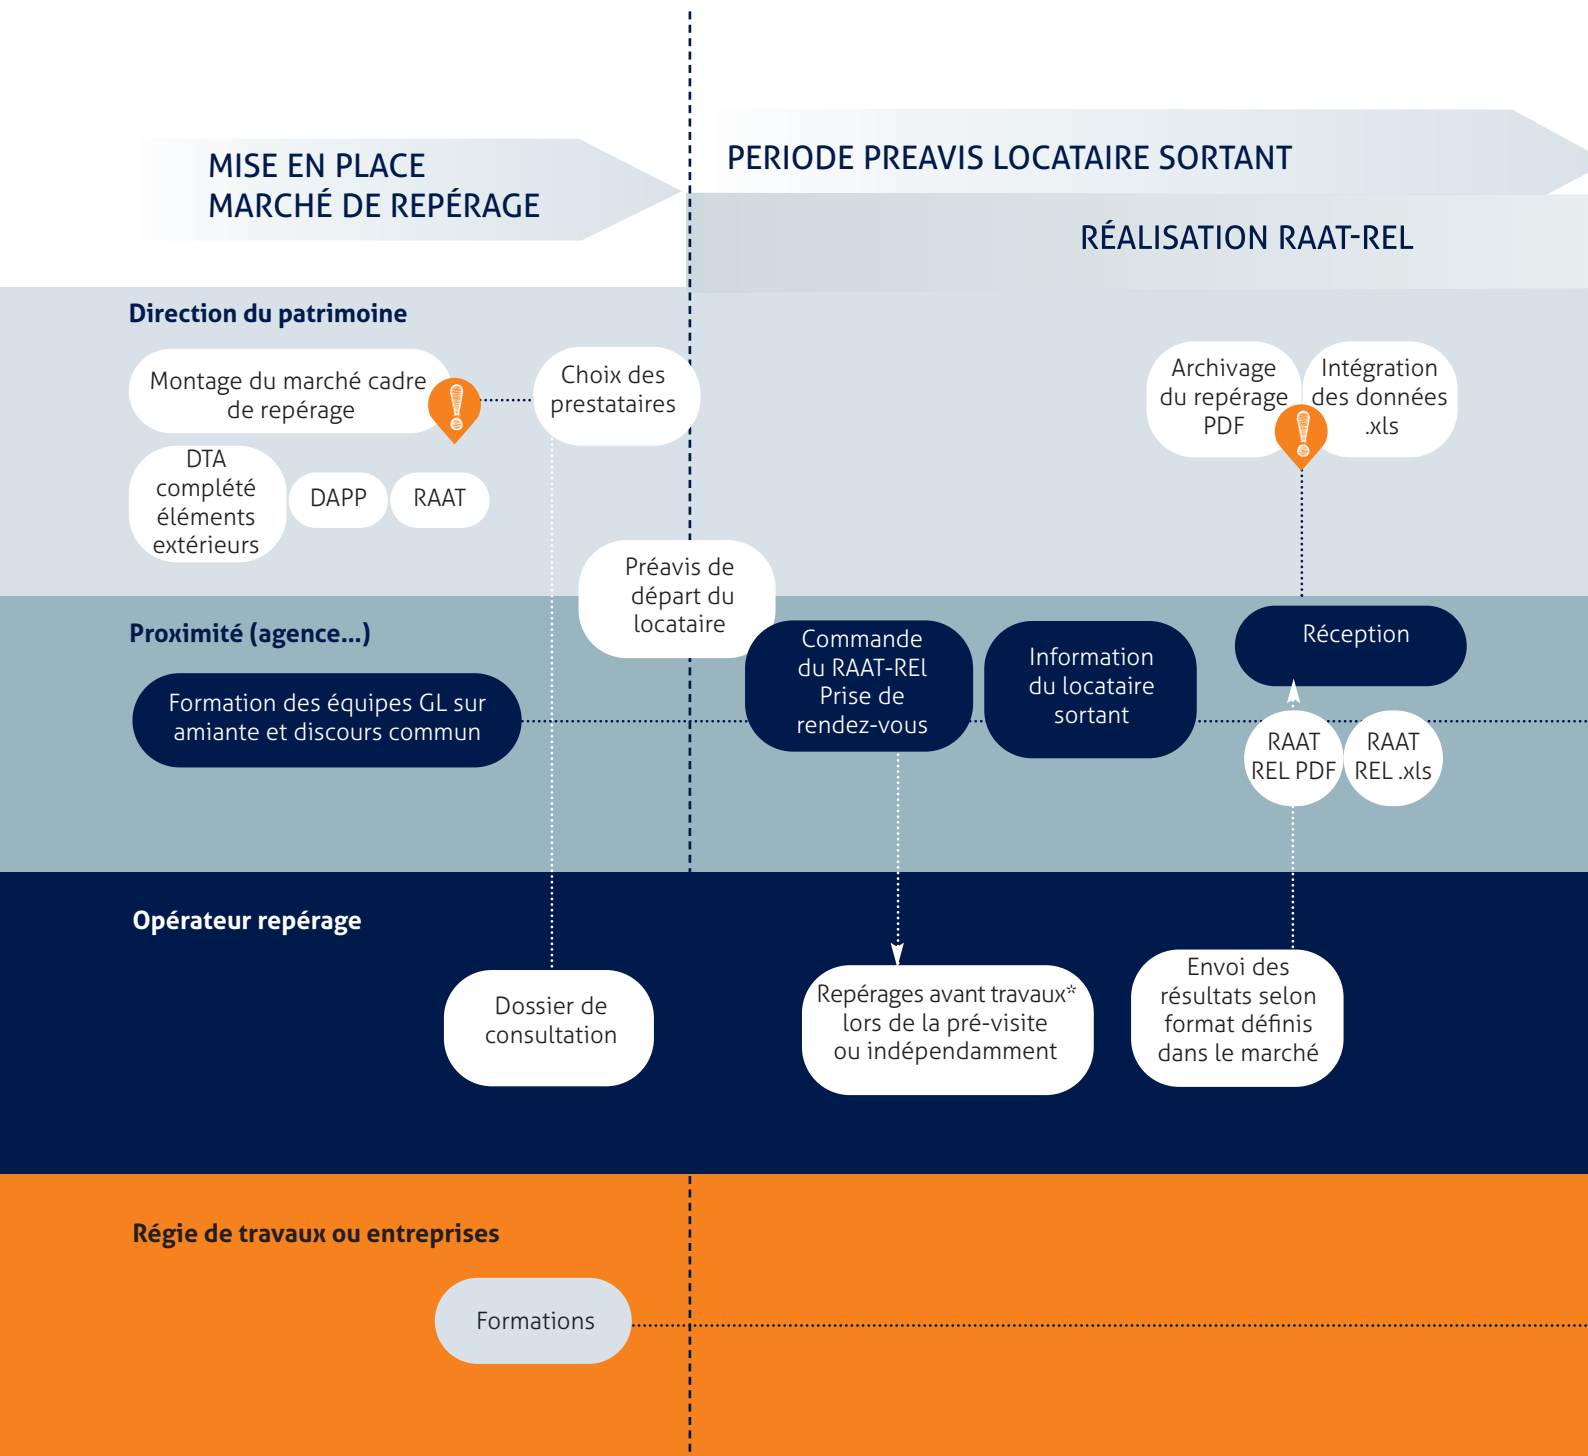 MISE EN PLACE
MARCHÉ DE REPÉRAGE
PERIODE PREAVIS LOCATAIRE SORTANT
RÉALISATION RAAT-REL
Direction du patrimoine
Montage du marché cadre
de repérage
Choix des
prestataires
DTA
complété
éléments
extérieurs
DAPP
RAAT
Archivage
du repérage
PDF
Intégration
des données
.xls
Préavis de
départ du
locataire
Proximité (agence...)
Formation des équipes GL sur
amiante et discours commun
Commande
du RAAT-REl
Prise de
rendez-vous
Information
du locataire
sortant
Réception
RAAT
REL PDF
RAAT
REL .xls
Opérateur repérage
Dossier de
consultation
Repérages avant travaux*
lors de la pré-visite
ou indépendamment
Envoi des
résultats selon
format définis
dans le marché
Régie de travaux ou entreprises
Formations